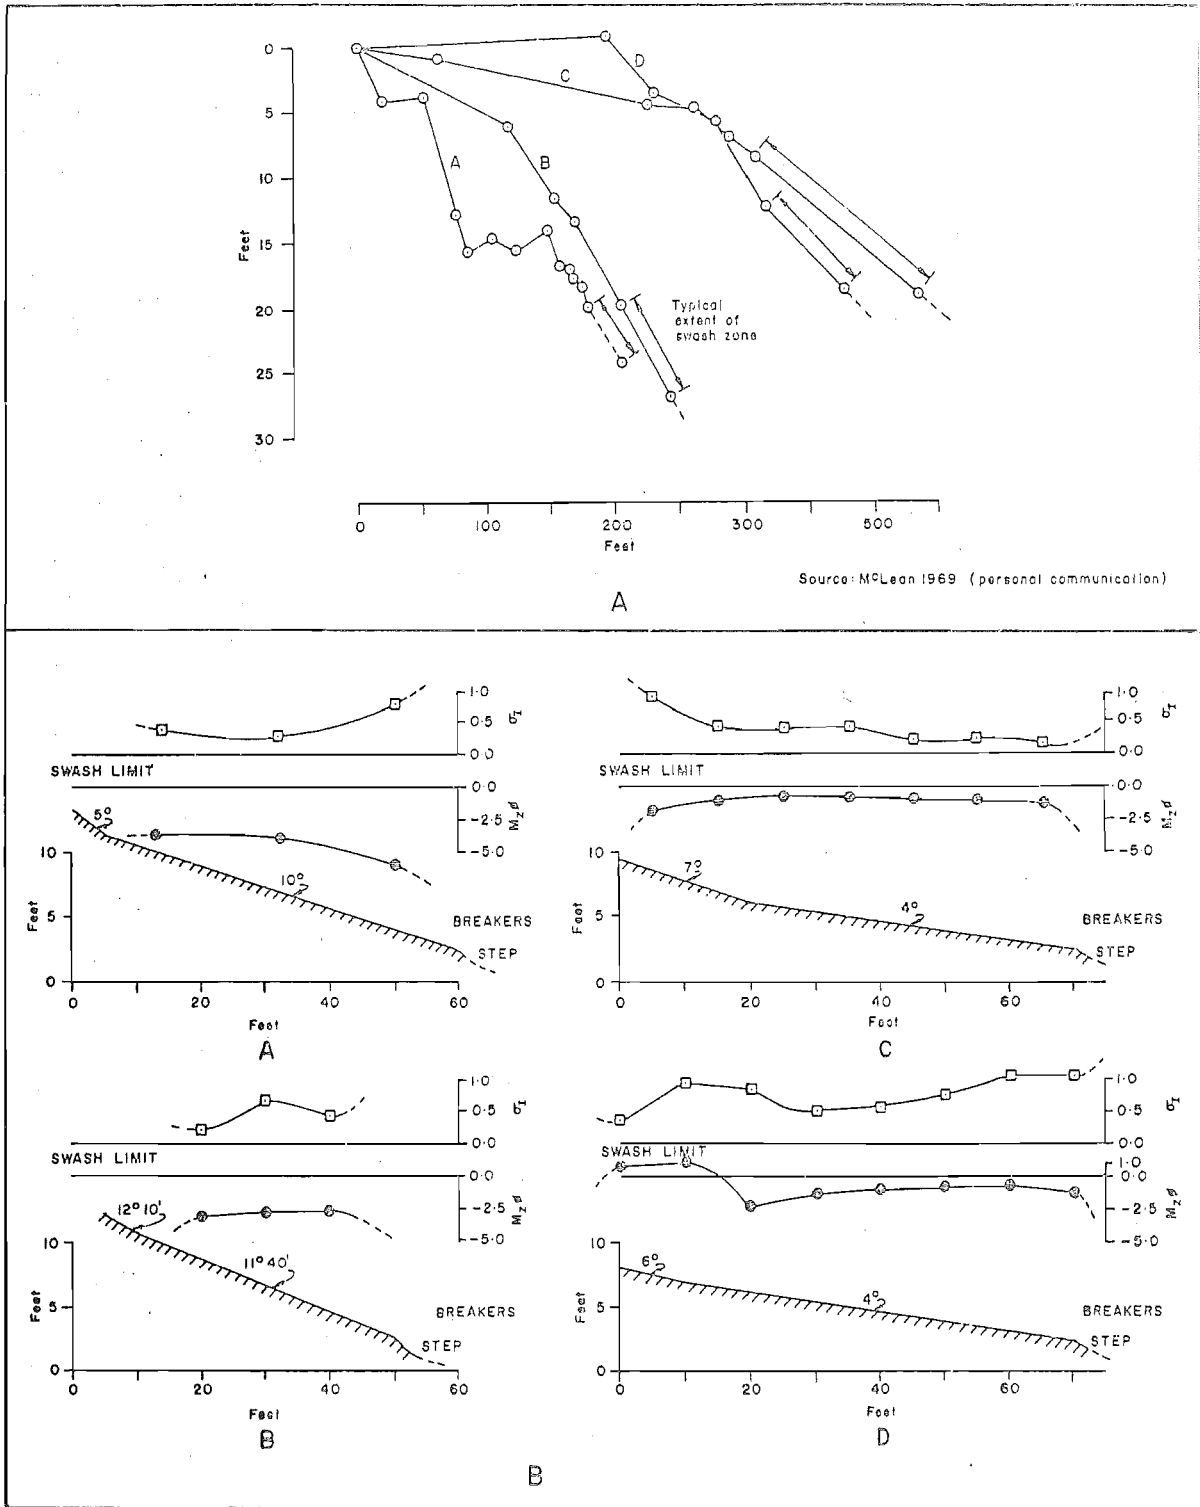 0
5
10
15
20
25
30
Feet
A
B
C
D
Typical
extent of
swash zone
0 100 200 300 500
Feet
Source: McLean 1969 (personal communication)
A
1.0
0.5
0.0
σI
SWASH LIMIT
0.0
-2.5
-5.0
Mzø
5°
10°
10
5
0
Feet
BREAKERS
STEP
0 20 40 60
Feet
A
1.0
0.5
0.0
σI
SWASH LIMIT
0.0
-2.5
-5.0
Mzø
7°
4°
10
5
0
Feet
BREAKERS
STEP
0 20 40 60
Feet
C
1.0
0.5
0.0
σI
SWASH LIMIT
0.0
-2.5
-5.0
Mzø
12°10'
11°40'
10
5
0
Feet
BREAKERS
STEP
0 20 40 60
Feet
B
1.0
0.5
0.0
σI
SWASH LIMIT
1.0
0.0
-2.5
-5.0
Mzø
6°
4°
10
5
0
Feet
BREAKERS
STEP
0 20 40 60
Feet
D
B